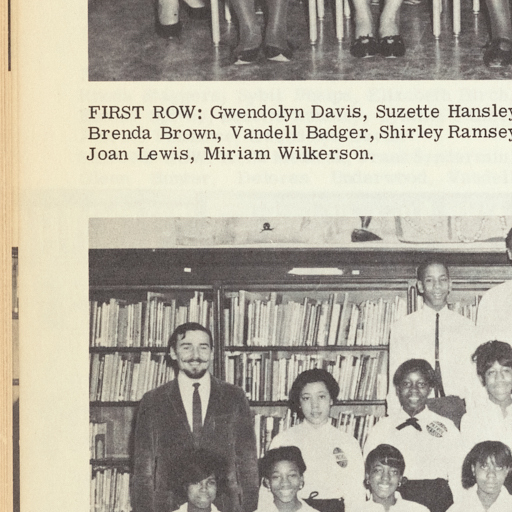 FIRST ROW: Gwendolyn Davis, Suzette Hansley
Brenda Brown, Vandell Badger, Shirley Ramsey
Joan Lewis, Miriam Wilkerson.